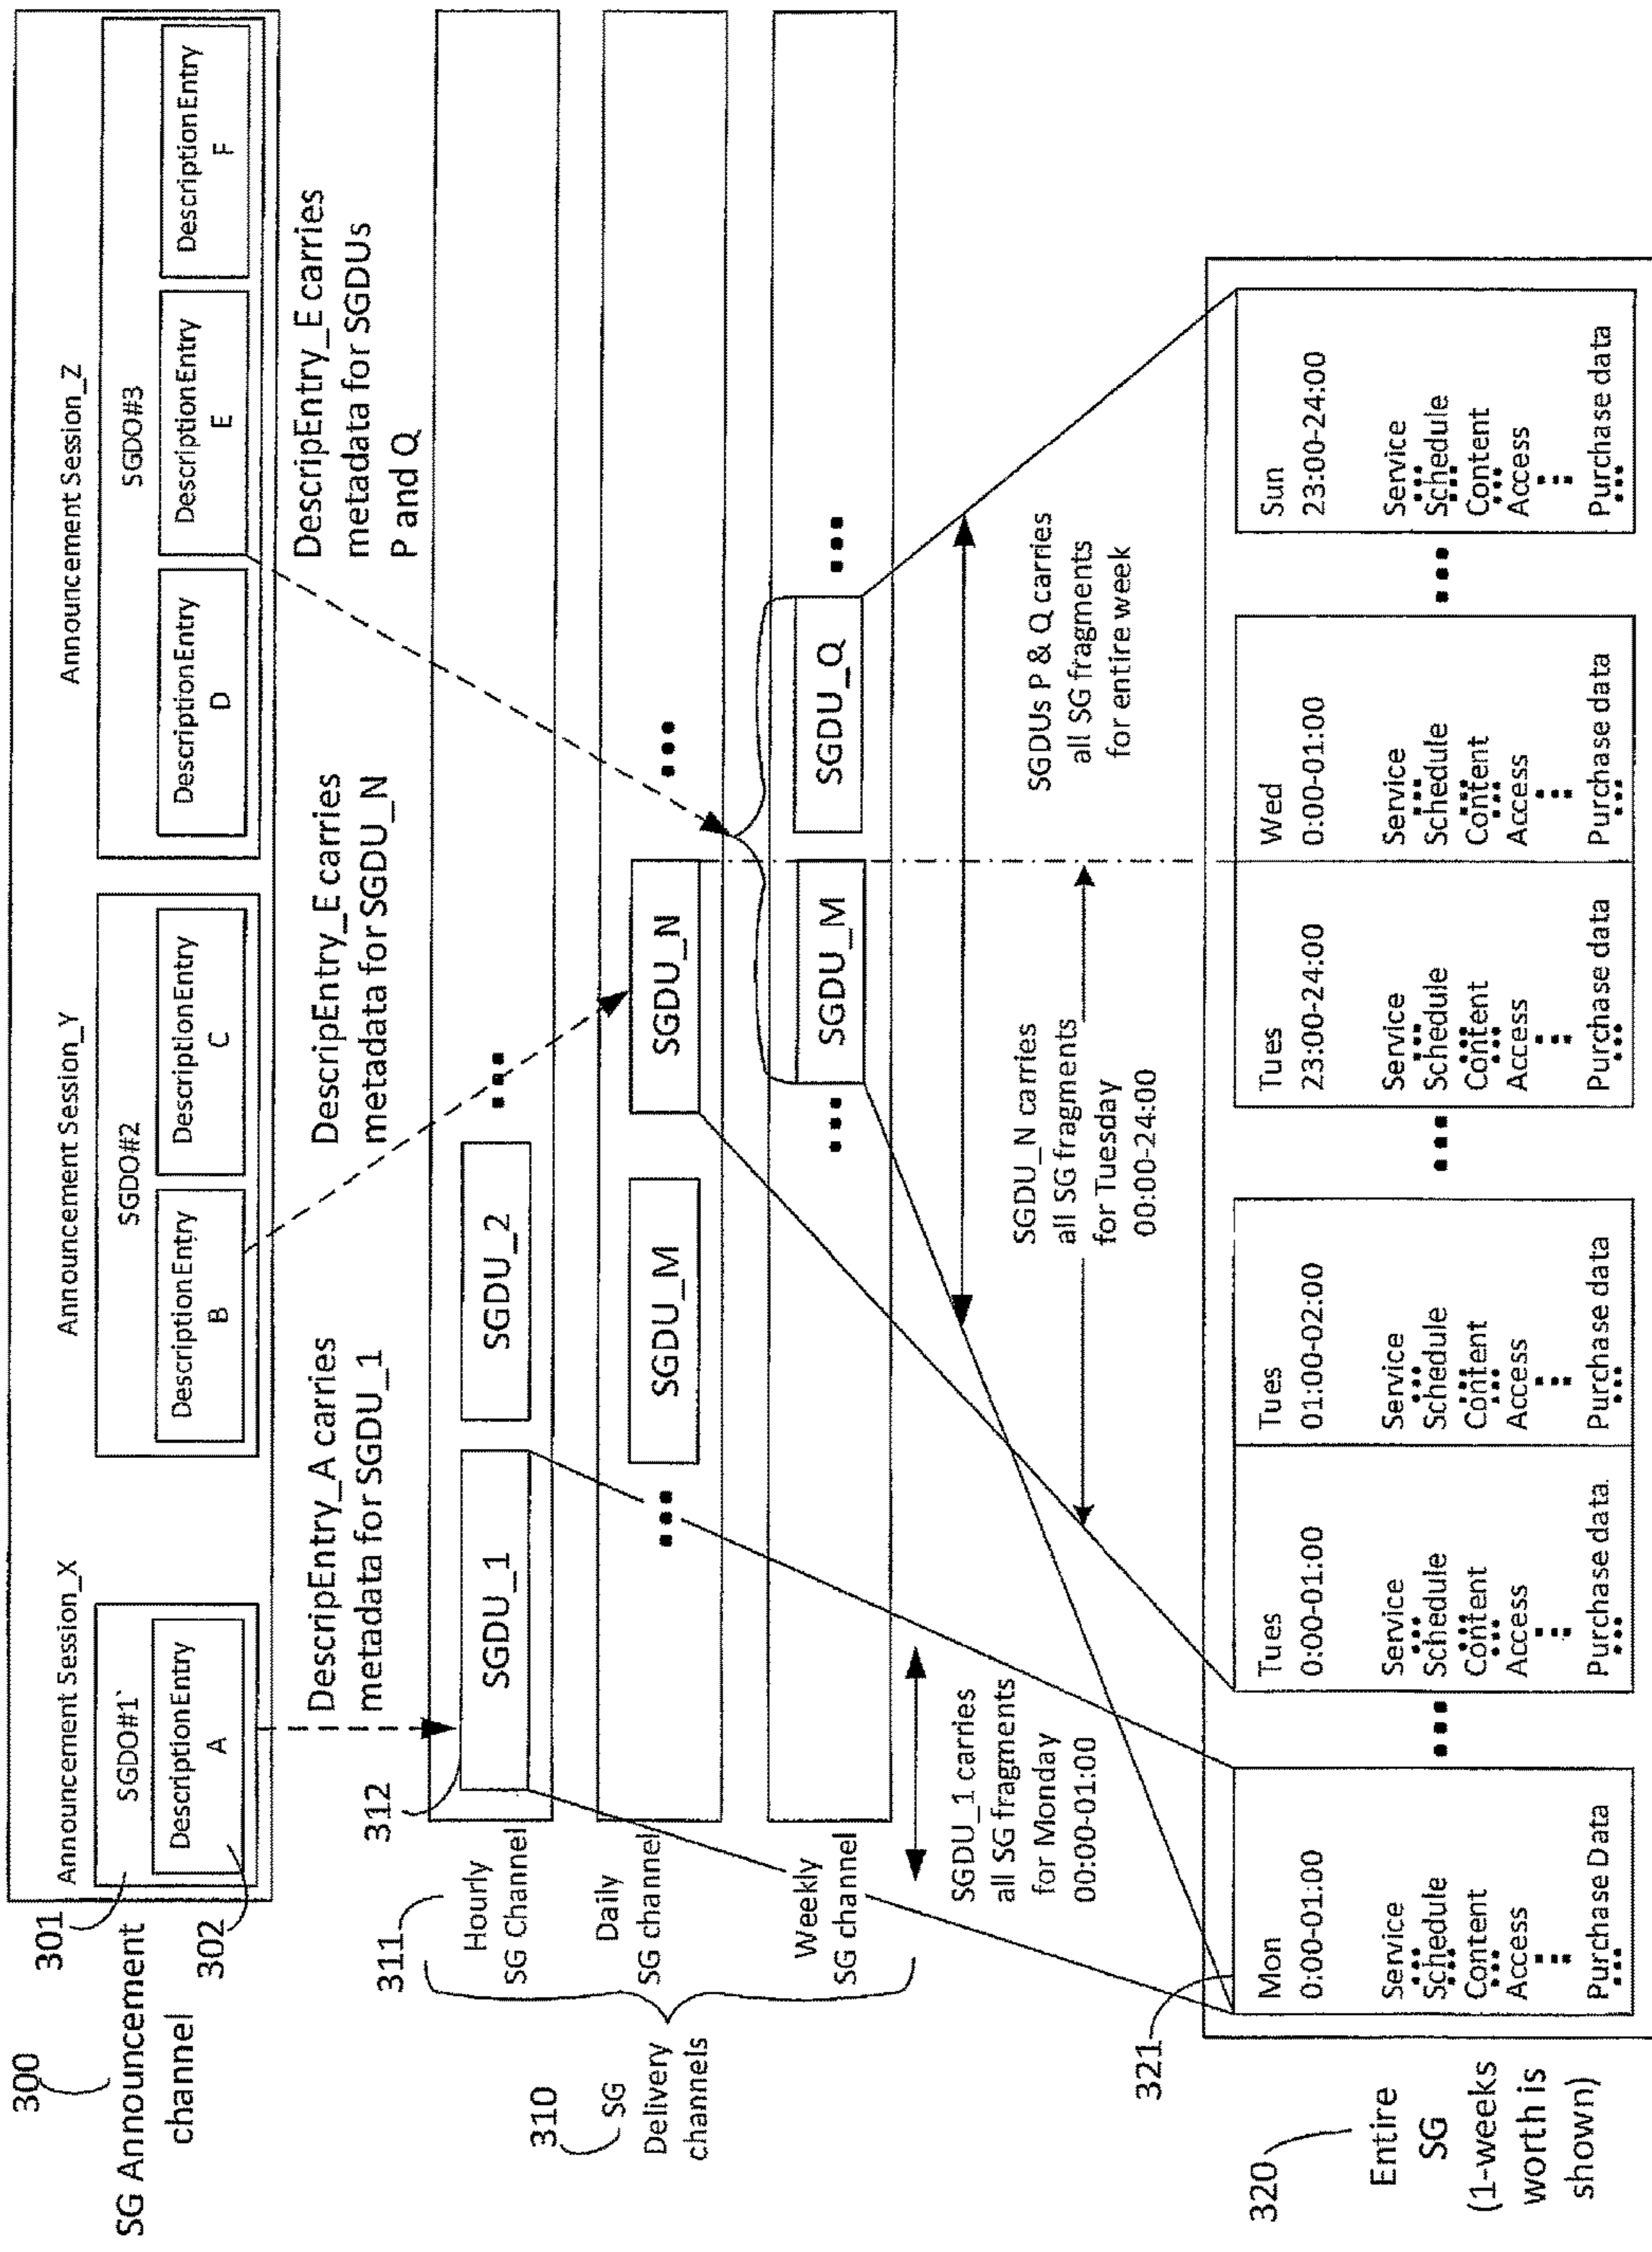 300
SG Announcement
channel
301
302
Announcement Session_X
SGDO#1`
DescriptionEntry
A
Announcement Session_Y
SGDO#2
DescriptionEntry
B
DescriptionEntry
C
Announcement Session_Z
SGDO#3
DescriptionEntry
D
DescriptionEntry
E
DescriptionEntry
F
DescripEntry_A carries
metadata for SGDU_1
DescripEntry_E carries
metadata for SGDU_N
DescripEntry_E carries
metadata for SGDUs
P and Q
310
SG
Delivery
channels
311
312
Hourly
SG Channel
SGDU_1
SGDU_2
•••
Daily
SG channel
•••
SGDU_M
SGDU_N
•••
Weekly
SG channel
•••
SGDU_M
SGDU_Q
•••
SGDU_1 carries
all SG fragments
for Monday
00:00-01:00
SGDU_N carries
all SG fragments
for Tuesday
00:00-24:00
SGDUs P & Q carries
all SG fragments
for entire week
320
Entire
SG
(1-weeks
worth is
shown)
321
Mon
0:00-01:00
Service
Schedule
Content
Access
Purchase Data
•••
Tues
0:00-01:00
Service
Schedule
Content
Access
Purchase data.
Tues
01:00-02:00
Service
Schedule
Content
Access
Purchase data
•••
Tues
23:00-24:00
Service
Schedule
Content
Access
Purchase data
Wed
0:00-01:00
Service
Schedule
Content
Access
Purchase data
•••
Sun
23:00-24:00
Service
Schedule
Content
Access
Purchase data